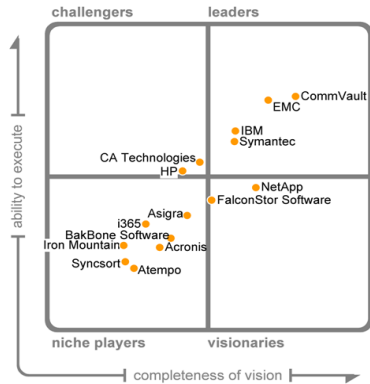 challengers
leaders
CommVault
EMC
IBM
Symantec
CA Technologies
HP
NetApp
FalconStor Software
Asigra
i365
BakBone Software
Iron Mountain
Acronis
Syncsort
Atempo
ability to execute
niche players
visionaries
completeness of vision